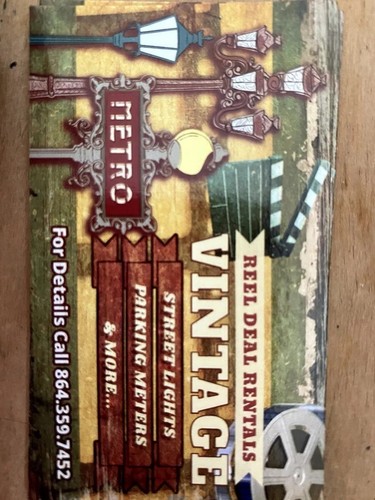 REEL DEAL RENTALS
VINTAGE
STREET LIGHTS
PARKING METERS
& MORE...
METRO
For Details Call 864.359.7452